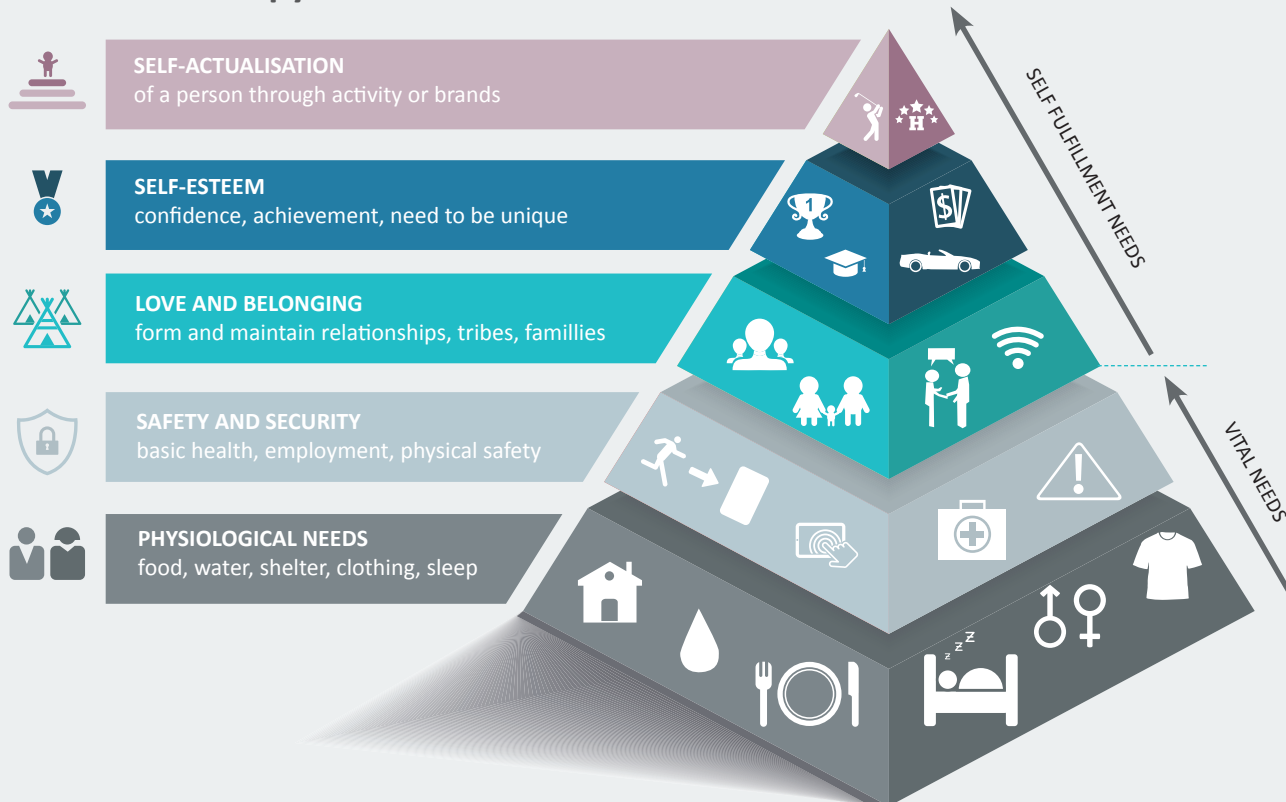 SELF-ACTUALISATION
of a person through activity or brands
SELF-ESTEEM
confidence, achievement, need to be unique
LOVE AND BELONGING
form and maintain relationships, tribes, famillies
SAFETY AND SECURITY
basic health, employment, physical safety
PHYSIOLOGICAL NEEDS
food, water, shelter, clothing, sleep
SELF FULFILLMENT NEEDS
VITAL NEEDS
H
1
$
z
z
z